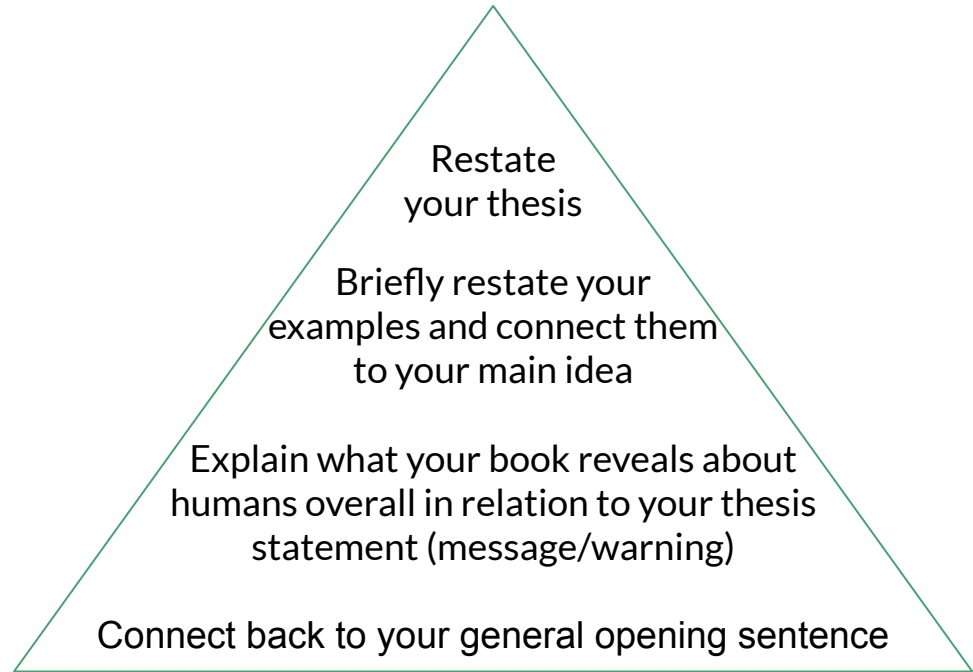 Restate
your thesis
Briefly restate your
examples and connect them
to your main idea
Explain what your book reveals about
humans overall in relation to your thesis
statement (message/warning)
Connect back to your general opening sentence